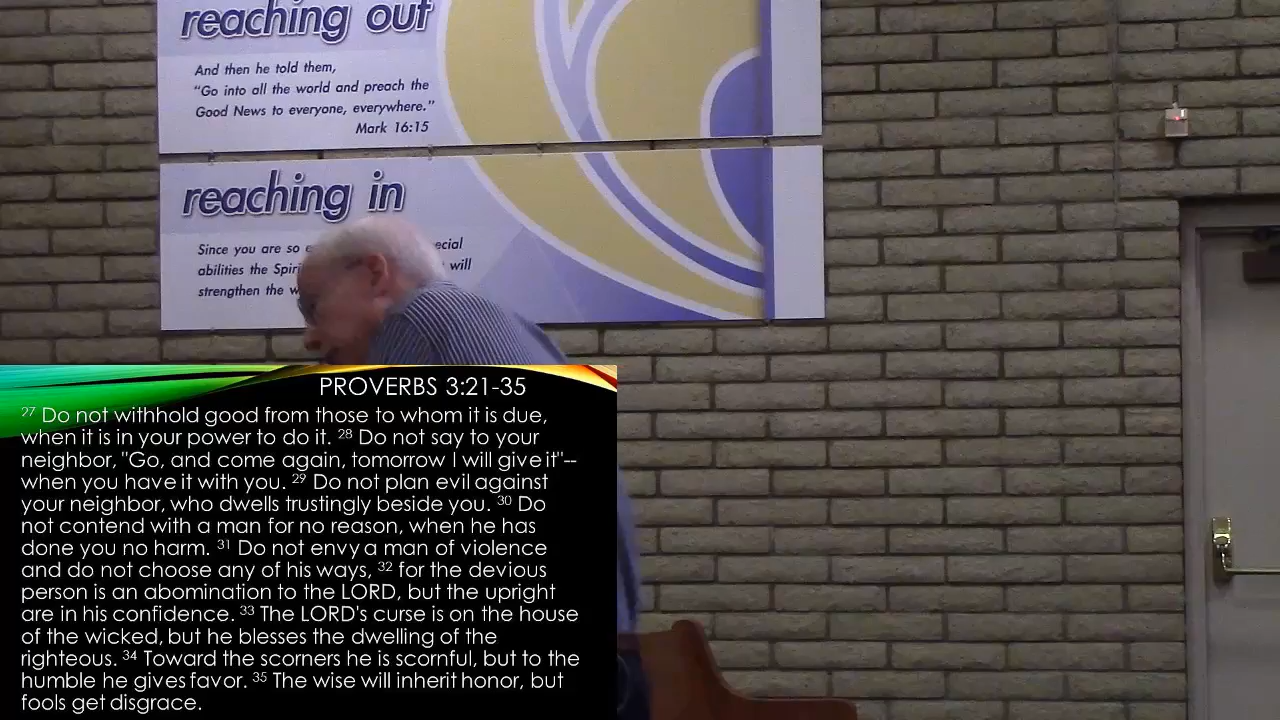 reaching out
And then he told them,
“Go into all the world and preach the
Good News to everyone, everywhere.”
Mark 16:15
reaching in
Since you are so ecial
abilities the Spiri will
strengthen the w
PROVERBS 3:21-35
27 Do not withhold good from those to whom it is due,
when it is in your power to do it. 28 Do not say to your
neighbor, "Go, and come again, tomorrow I will give it"--
when you have it with you. 29 Do not plan evil against
your neighbor, who dwells trustingly beside you. 30 Do
not contend with a man for no reason, when he has
done you no harm. 31 Do not envy a man of violence
and do not choose any of his ways, 32 for the devious
person is an abomination to the LORD, but the upright
are in his confidence. 33 The LORD's curse is on the house
of the wicked, but he blesses the dwelling of the
righteous. 34 Toward the scorners he is scornful, but to the
humble he gives favor. 35 The wise will inherit honor, but
fools get disgrace.